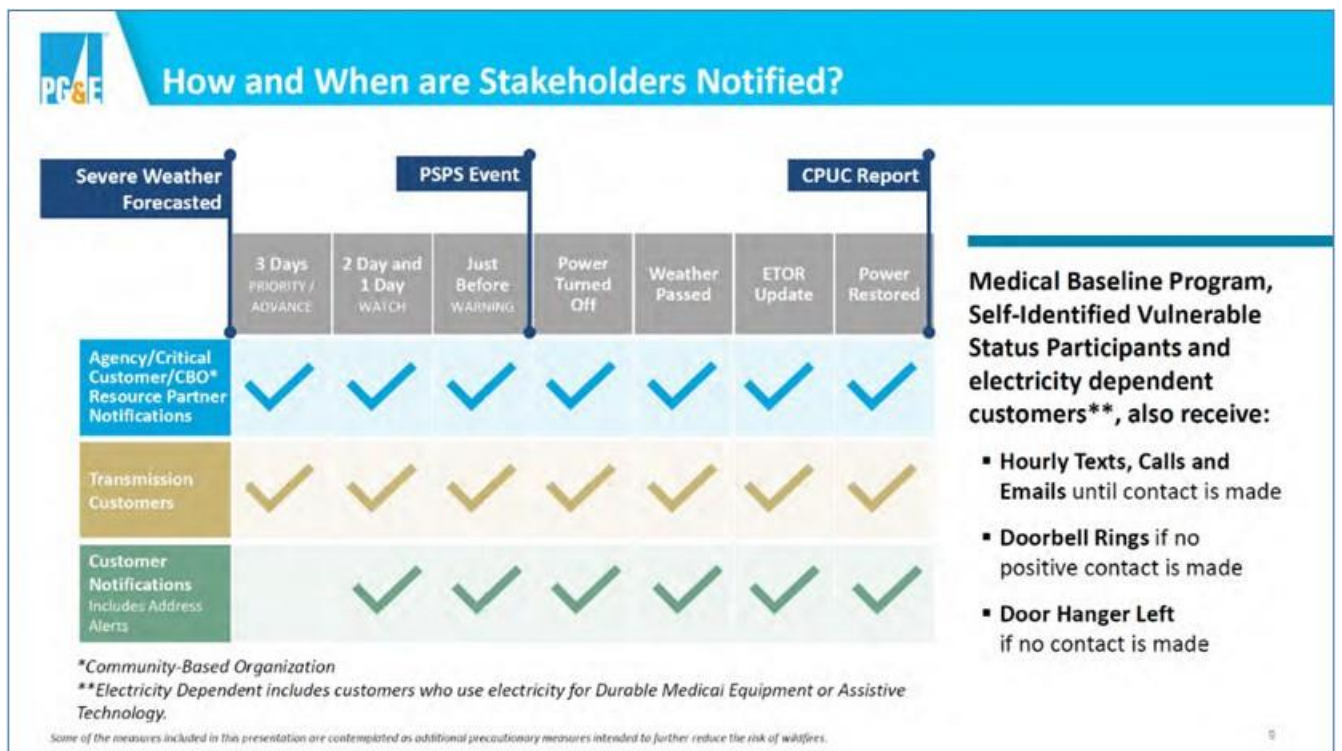 PG&E
How and When are Stakeholders Notified?
Severe Weather
Forecasted
PSPS Event
CPUC Report
3 Days
PRIORITY /
ADVANCE
2 Day and
1 Day
WATCH
Just
Before
WARNING
Power
Turned
Off
Weather
Passed
ETOR
Update
Power
Restored
Agency/Critical
Customer/CBO*
Resource Partner
Notifications
Transmission
Customers
Customer
Notifications
Includes Address
Alerts
Medical Baseline Program,
Self-Identified Vulnerable
Status Participants and
electricity dependent
customers**, also receive:
▪ Hourly Texts, Calls and
Emails until contact is made
▪ Doorbell Rings if no
positive contact is made
▪ Door Hanger Left
if no contact is made
*Community-Based Organization
**Electricity Dependent includes customers who use electricity for Durable Medical Equipment or Assistive
Technology.
Some of the measures included in this presentation are contemplated as additional precautionary measures intended to further reduce the risk of wildfires.
9